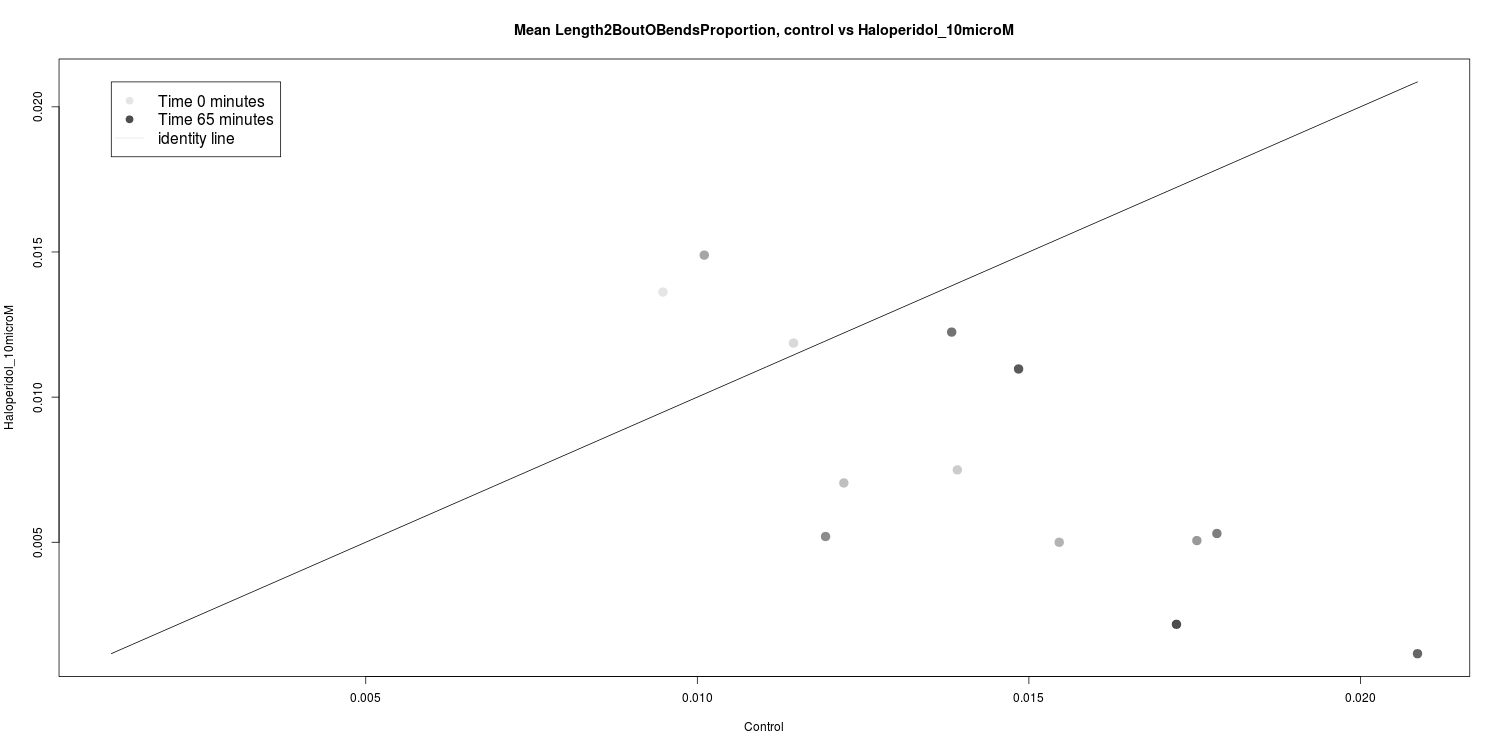 Mean Length2BoutOBendsProportion, control vs Haloperidol_10microM
Time 0 minutes
Time 65 minutes
identity line
0.020
0.015
0.010
0.005
Haloperidol_10microM
0.005
0.010
0.015
0.020
Control